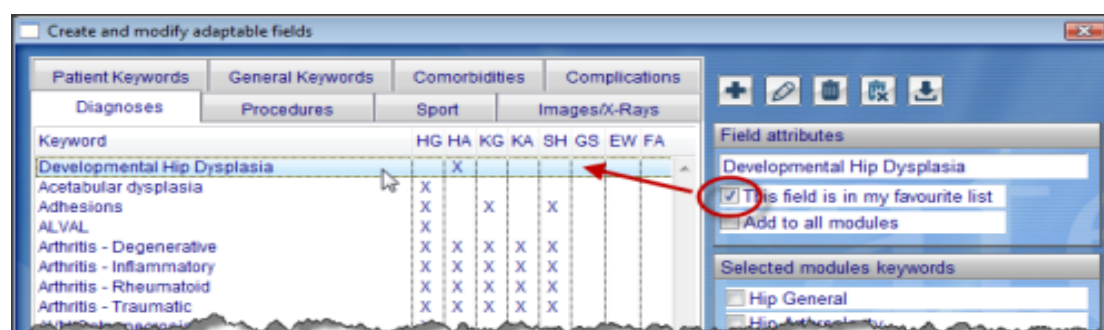 Create and modify adaptable fields
Patient Keywords General Keywords Comorbidities Complications
Diagnoses Procedures Sport Images/X-Rays
Keyword HG HA KG KA SH GS EW FA
Developmental Hip Dysplasia X
Acetabular dysplasia X
Adhesions X X X
ALVAL X
Arthritis - Degenerative X X X X X
Arthritis - Inflammatory X X X X X
Arthritis - Rheumatoid X X X X X
Arthritis - Traumatic X X X X X
Field attributes
Developmental Hip Dysplasia
This field is in my favourite list
Add to all modules
Selected modules keywords
Hip General